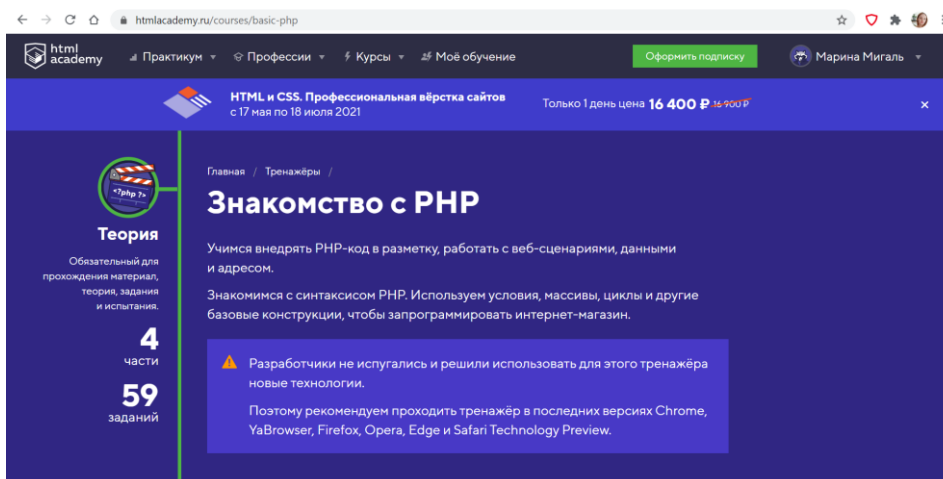 htmlacademy.ru/courses/basic-php
html
academy
Практикум
Профессии
Курсы
Моё обучение
Оформить подписку
Марина Мигаль
HTML и CSS. Профессиональная вёрстка сайтов
с 17 мая по 18 июля 2021
Только 1 день цена 16 400 ₽ 16 900 ₽
<?php ?>
Теория
Обязательный для
прохождения материал,
теория, задания
и испытания.
4
части
59
заданий
Главная / Тренажёры /
Знакомство с PHP
Учимся внедрять PHP-код в разметку, работать с веб-сценариями, данными
и адресом.
Знакомимся с синтаксисом PHP. Используем условия, массивы, циклы и другие
базовые конструкции, чтобы запрограммировать интернет-магазин.
Разработчики не испугались и решили использовать для этого тренажёра
новые технологии.
Поэтому рекомендуем проходить тренажёр в последних версиях Chrome,
YaBrowser, Firefox, Opera, Edge и Safari Technology Preview.